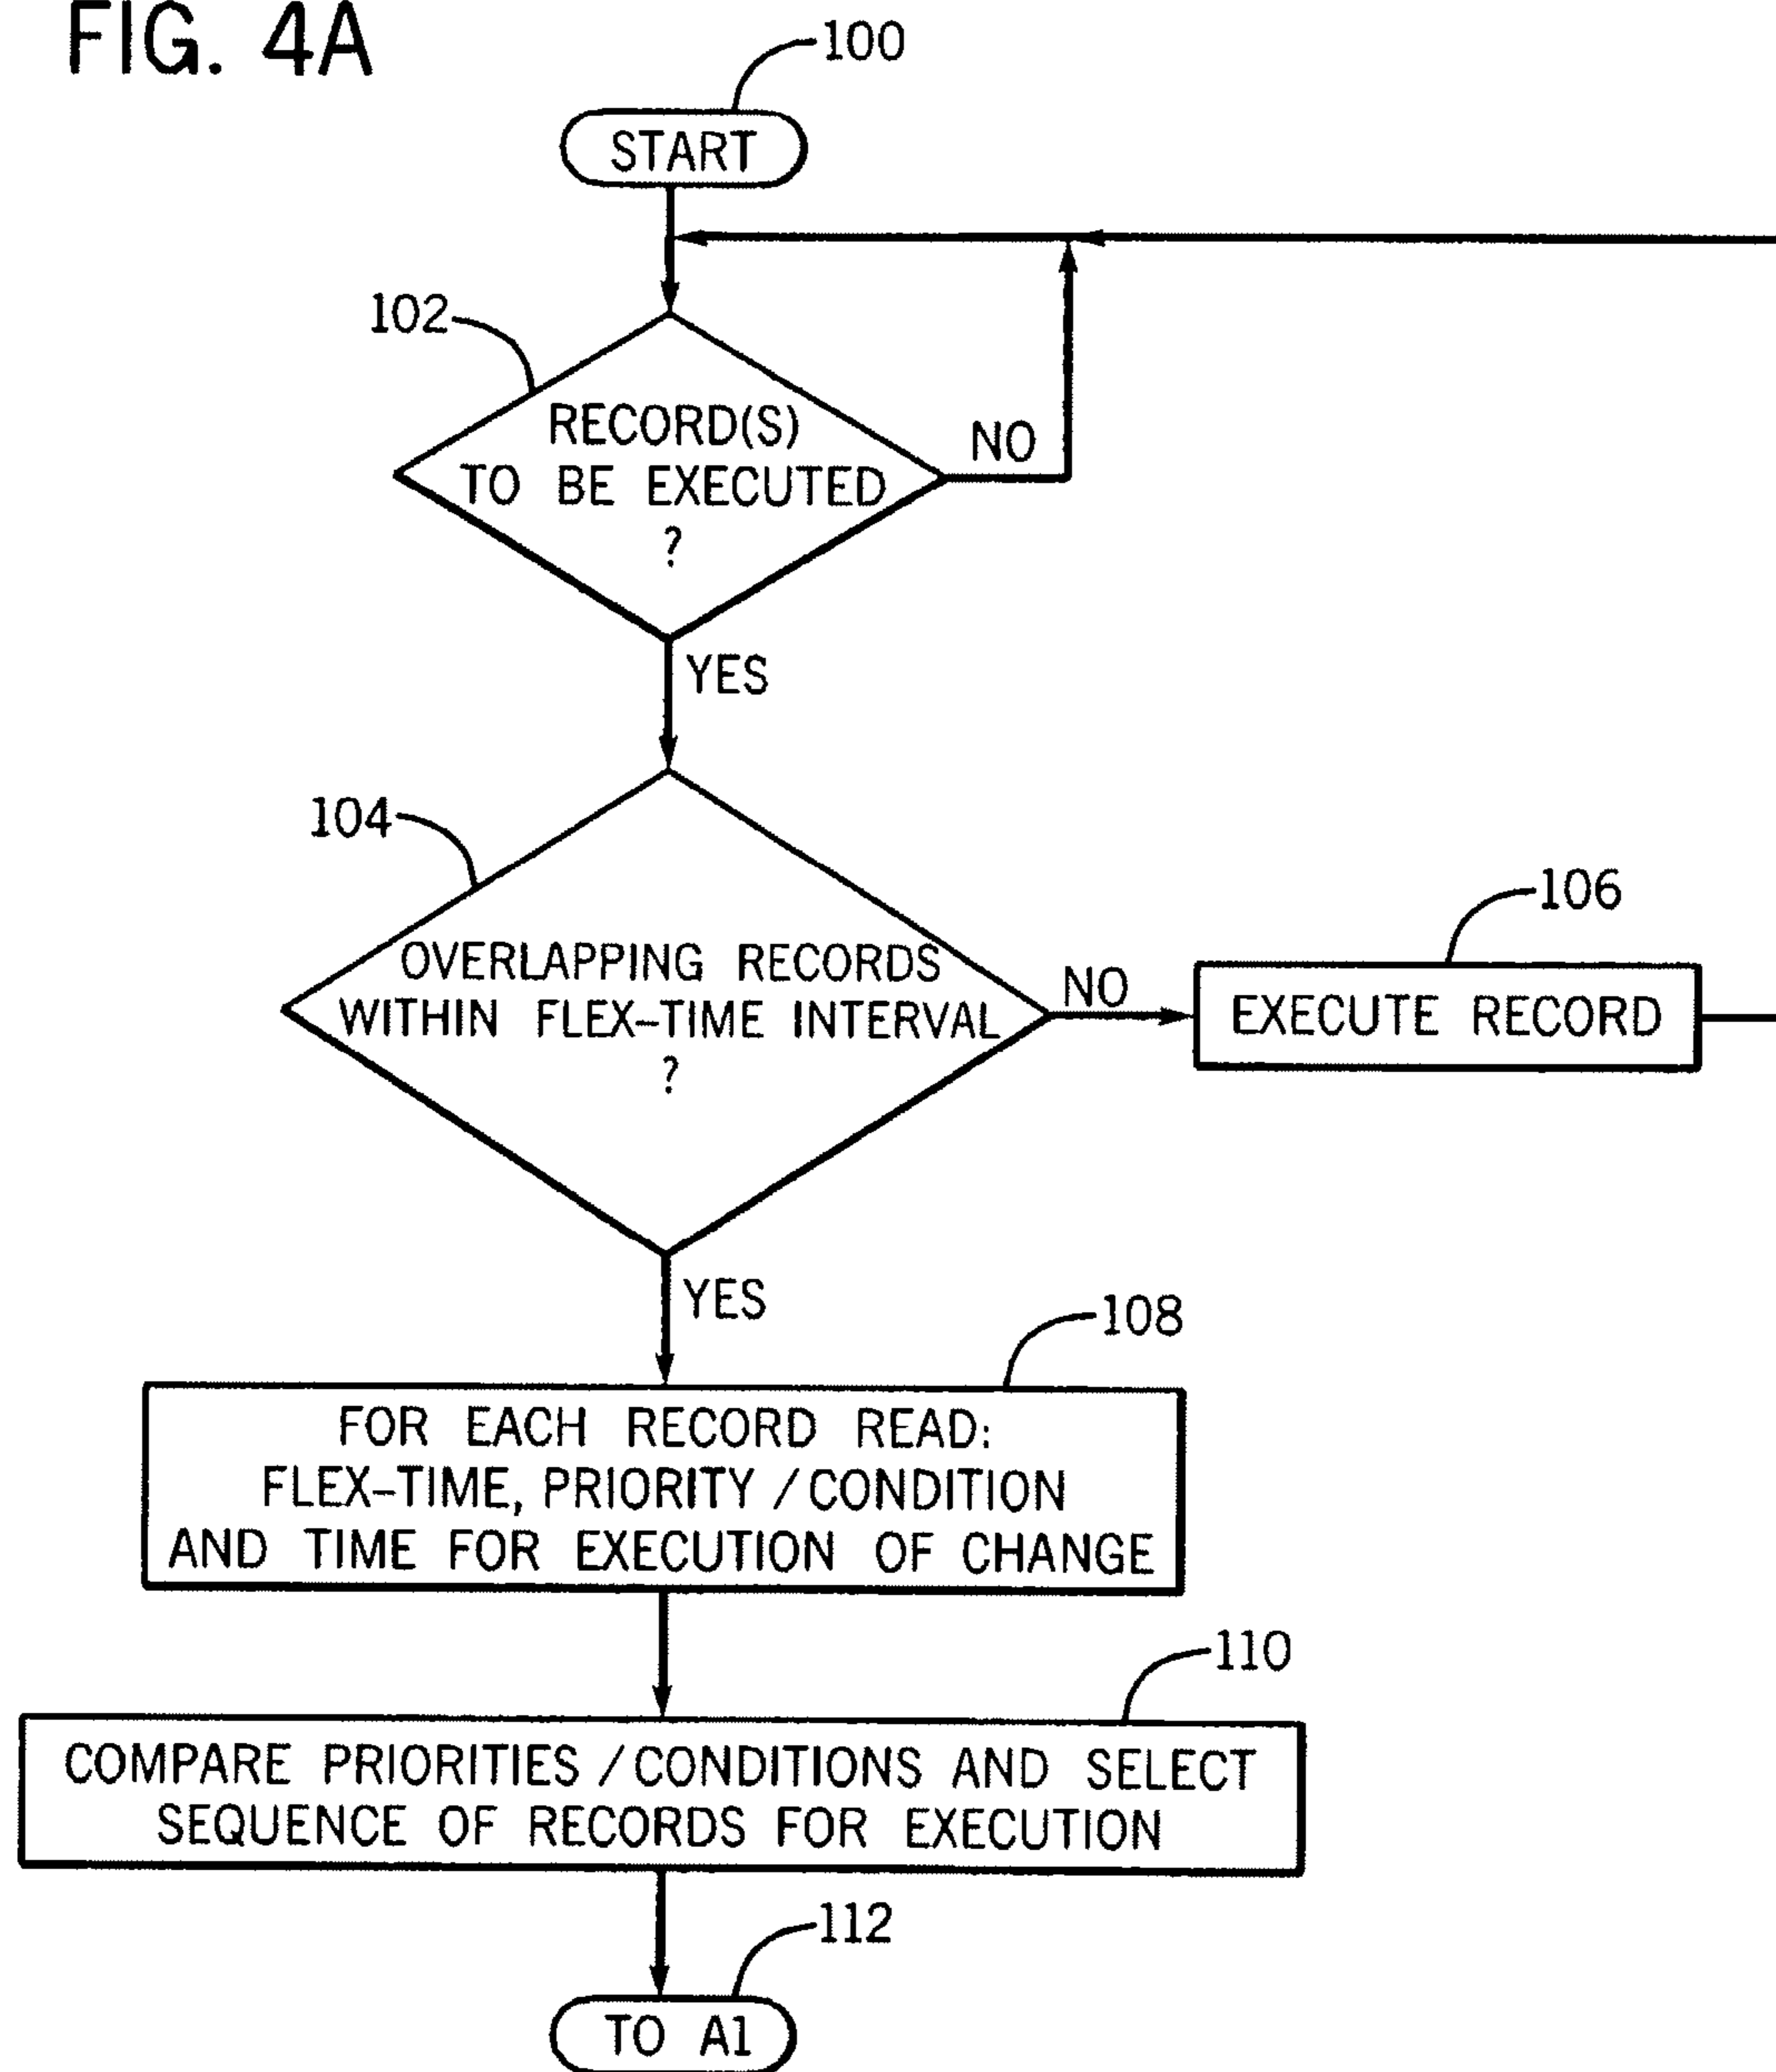 FIG. 4A
100
START
102
RECORD(S)
TO BE EXECUTED
?
NO
YES
104
OVERLAPPING RECORDS
WITHIN FLEX-TIME INTERVAL
?
NO
106
EXECUTE RECORD
YES
108
FOR EACH RECORD READ:
FLEX-TIME, PRIORITY /CONDITION
AND TIME FOR EXECUTION OF CHANGE
110
COMPARE PRIORITIES /CONDITIONS AND SELECT
SEQUENCE OF RECORDS FOR EXECUTION
112
TO A1